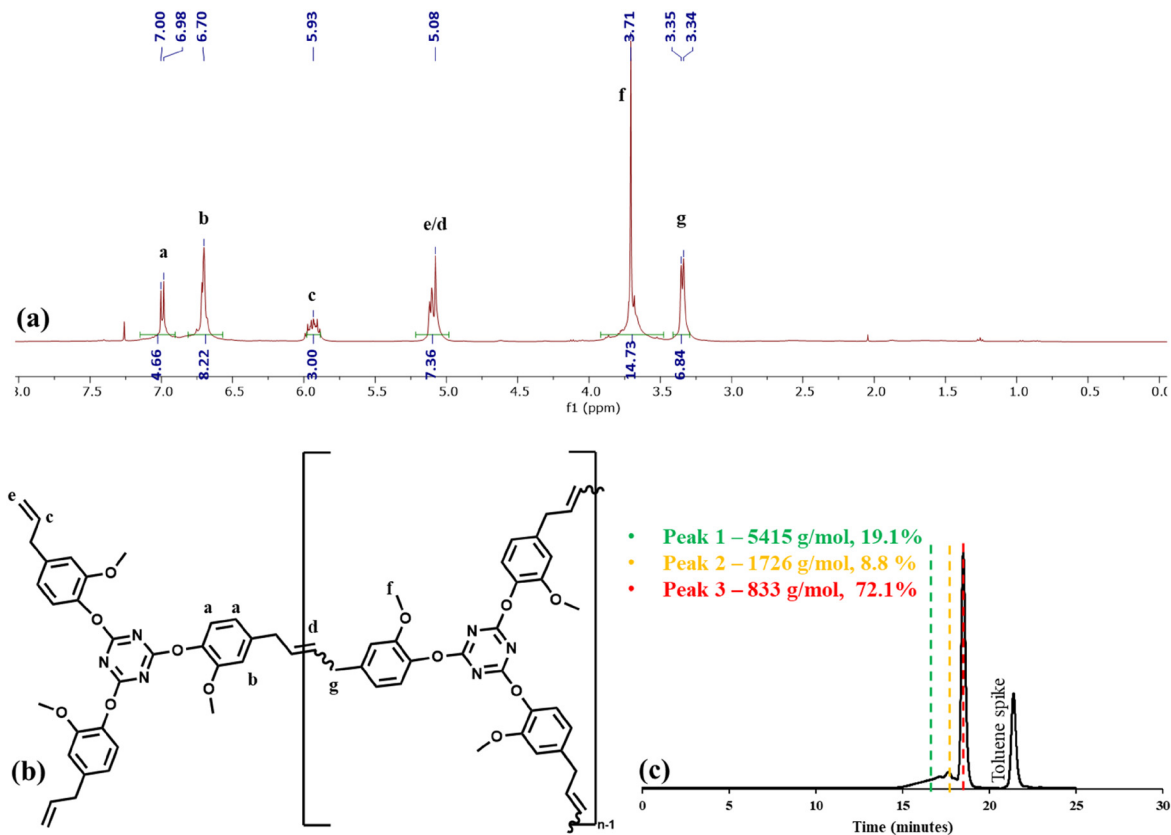 7.00
6.98
6.70
5.93
5.08
3.71
3.35
3.34
f
a
b
c
e/d
g
(a)
4.66
8.22
3.00
7.36
14.73
6.84
8.0 7.5 7.0 6.5 6.0 5.5 5.0 4.5 4.0 3.5 3.0 2.5 2.0 1.5 1.0 0.5 0.0
f1 (ppm)
e
c
O
O
N N
N
O
a a
b
O
O
O
d
g
f
O
O
N N
N
O
O
O
O
n-1
(b)
• Peak 1 – 5415 g/mol, 19.1%
• Peak 2 – 1726 g/mol, 8.8 %
• Peak 3 – 833 g/mol, 72.1%
Toluene spike
(c)
0 5 10 15 20 25 30
Time (minutes)